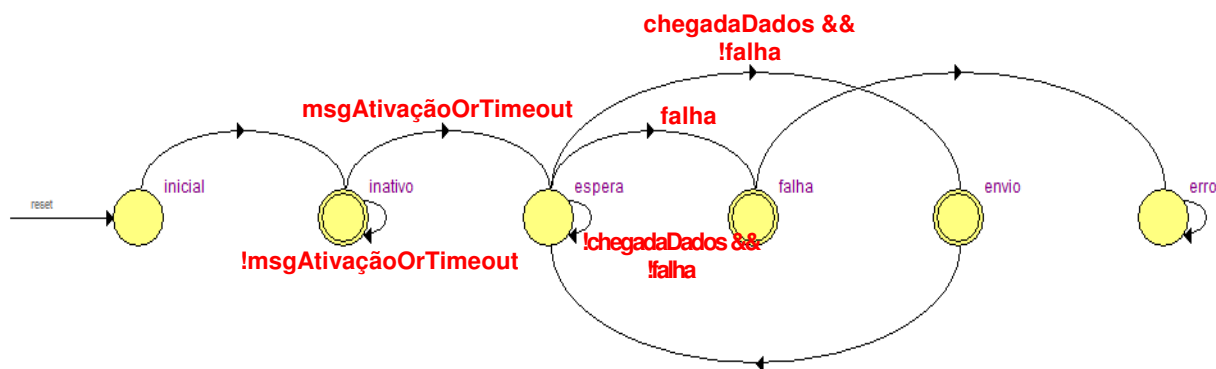 chegadaDados &&
!falha
msgAtivaçãoOrTimeout
falha
inicial
inativo
espera
falha
envio
erro
reset
!msgAtivaçãoOrTimeout
!chegadaDados &&
!falha